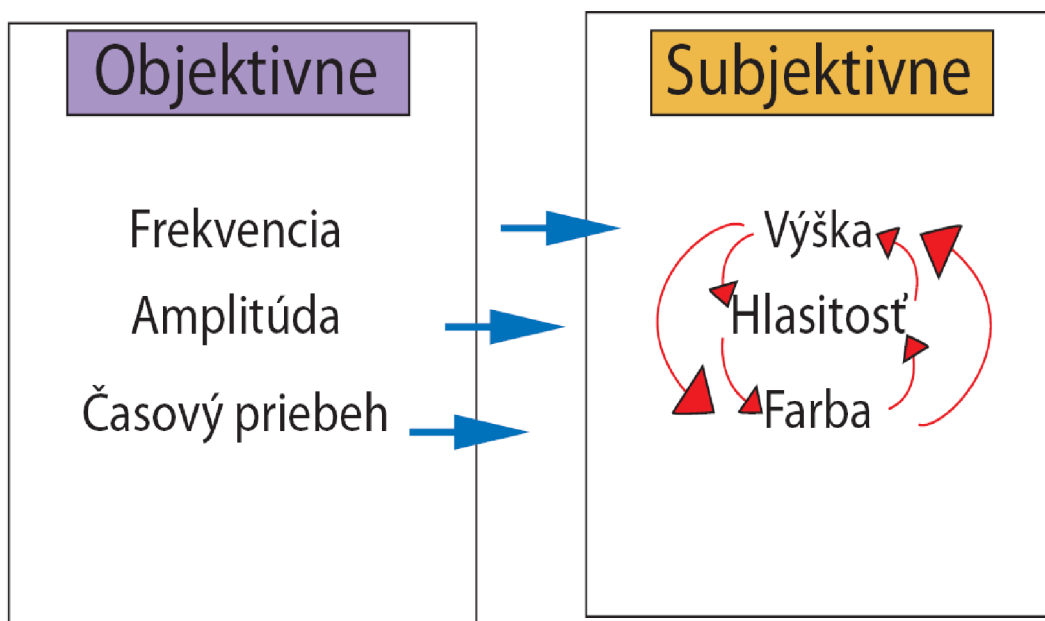 Objektivne
Frekvencia
Amplitúda
Časový priebeh
Subjektivne
Výška
Hlasitosť
Farba